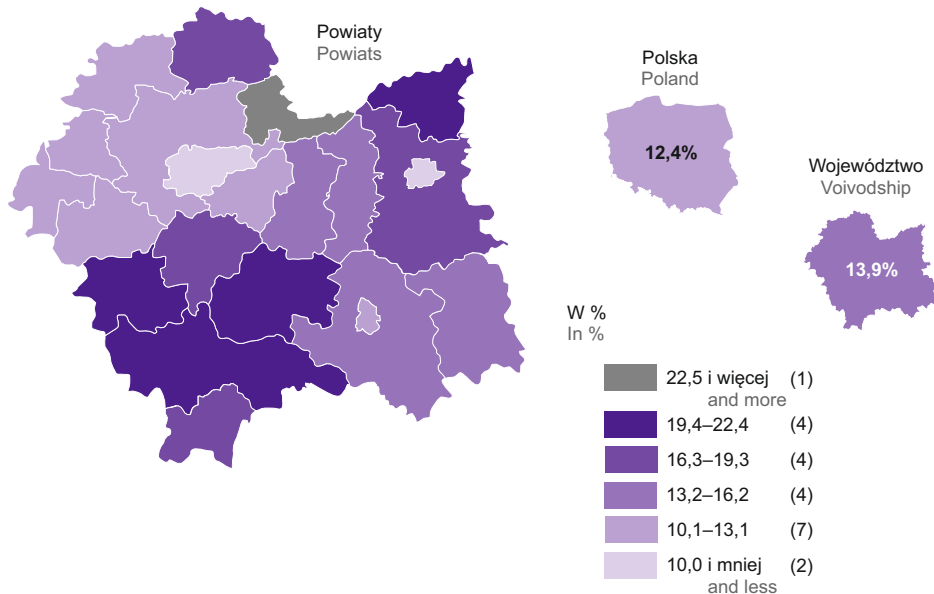 Powiaty
Powiats
Polska
Poland
12,4%
Województwo
Voivodship
13,9%
W %
In %
22,5 i więcej (1)
and more
19,4–22,4 (4)
16,3–19,3 (4)
13,2–16,2 (4)
10,1–13,1 (7)
10,0 i mniej (2)
and less